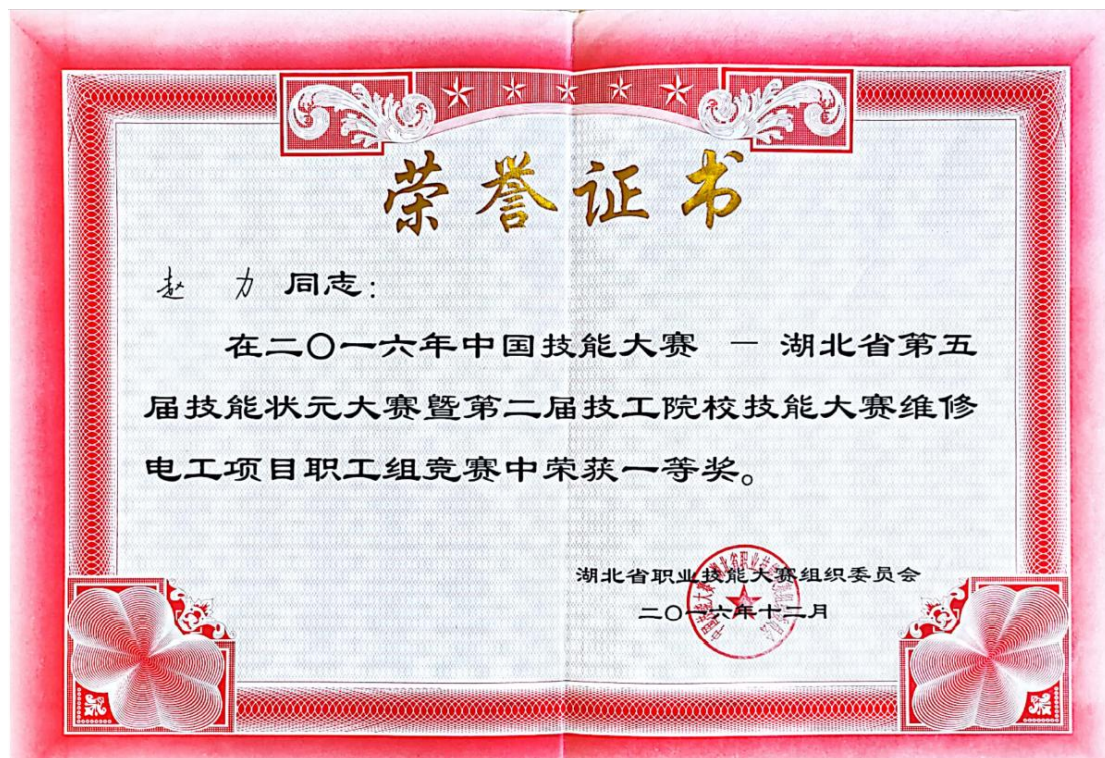 荣誉证书
赵 力 同志：
在二〇一六年中国技能大赛 — 湖北省第五
届技能状元大赛暨第二届技工院校技能大赛维修
电工项目职工组竞赛中荣获一等奖。
湖北省职业技能大赛组织委员会
二〇一六年十二月